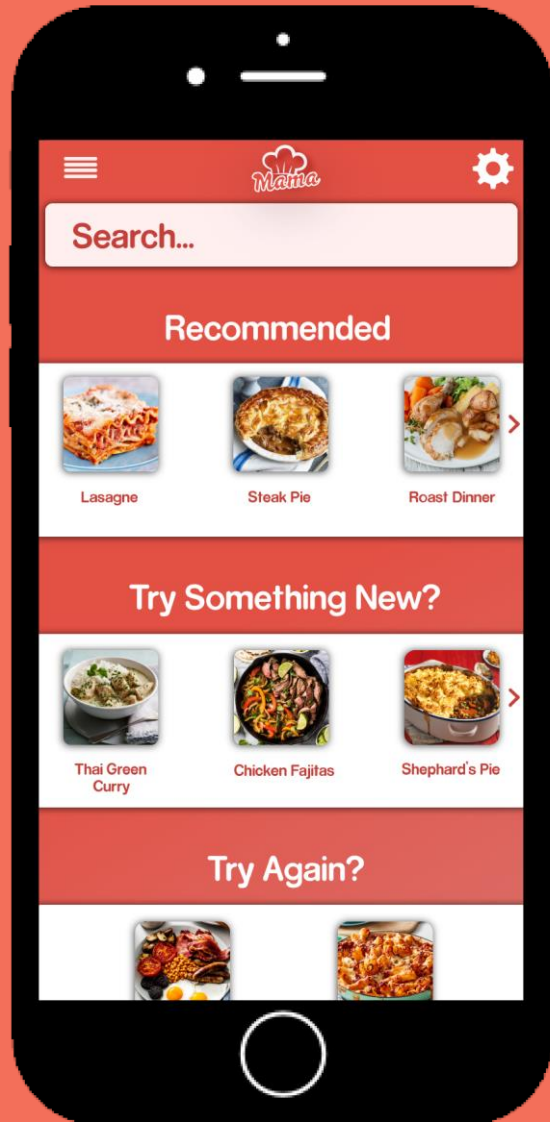 Mama
Search...
Recommended
Lasagne
Steak Pie
Roast Dinner
Try Something New?
Thai Green
Curry
Chicken Fajitas
Shephard's Pie
Try Again?